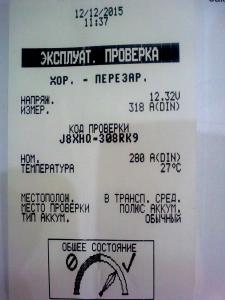 12/12/2015
11:37
ЭКСПЛУАТ. ПРОВЕРКА
ХОР. - ПЕРЕЗАР.
НАПРЯЖ. 12.32V
ИЗМЕР. 318 A(DIN)
КОД ПРОВЕРКИ
J8XH0-308RK9
НОМ. 280 A(DIN)
ТЕМПЕРАТУРА 27°C
МЕСТОПОЛОЖ. В ТРАНСП. СРЕД.
МЕСТО ПРОВЕРКИ ПОЛЮС АККУМ.
ТИП АККУМ. ОБЫЧНЫЙ
ОБЩЕЕ СОСТОЯНИЕ